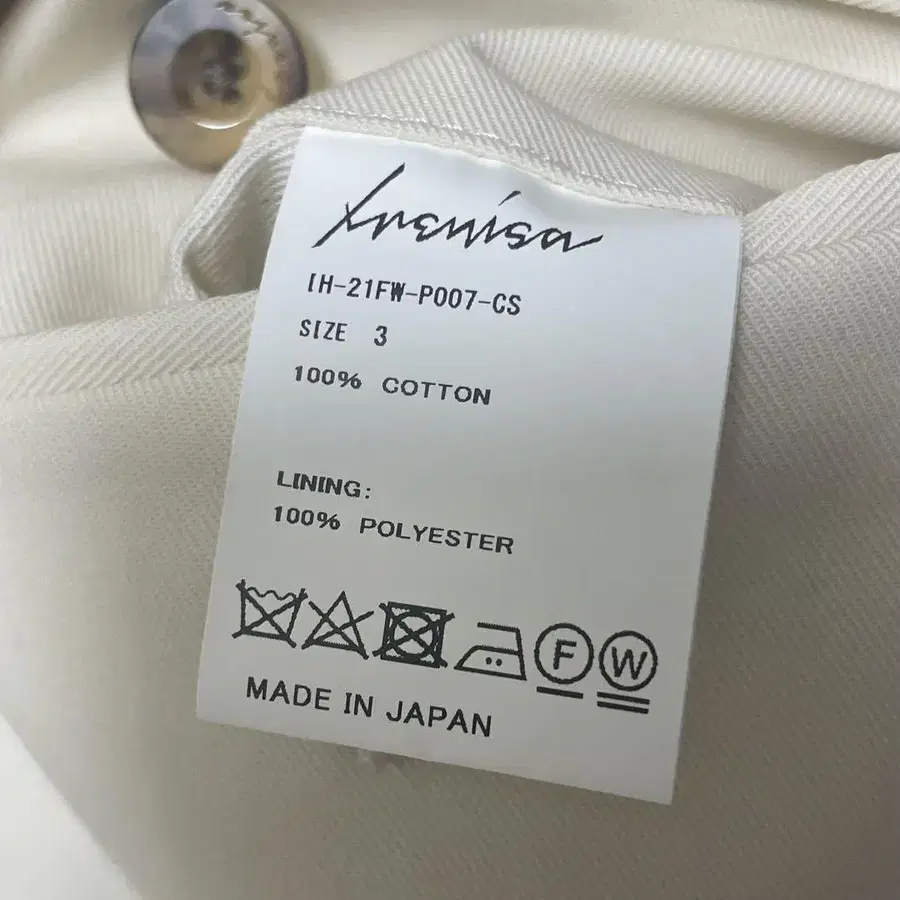 Irenisa
IH-21FW-P007-CS
SIZE 3
100% COTTON
LINING:
100% POLYESTER
F W
MADE IN JAPAN